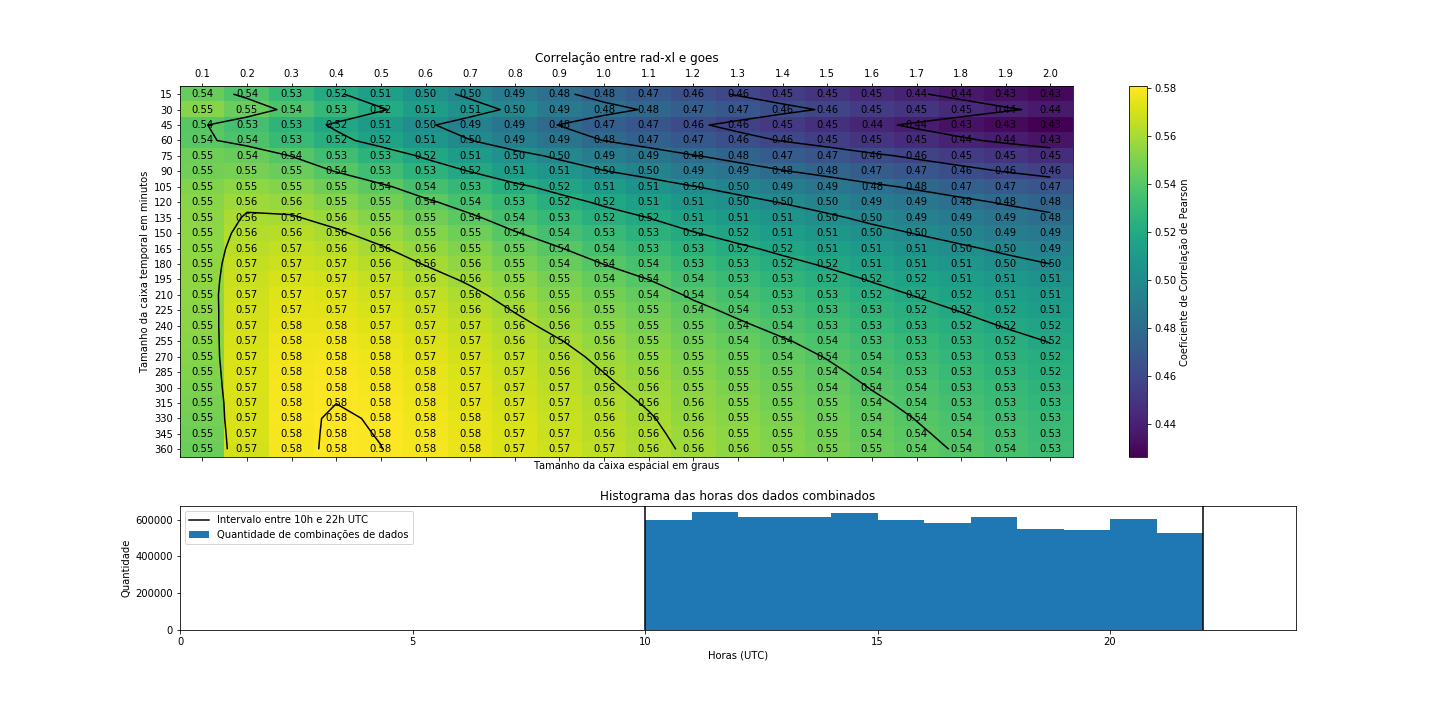 Correlação entre rad-xl e goes
0.1 0.2 0.3 0.4 0.5 0.6 0.7 0.8 0.9 1.0 1.1 1.2 1.3 1.4 1.5 1.6 1.7 1.8 1.9 2.0
15 0.54 0.54 0.53 0.52 0.51 0.50 0.50 0.49 0.48 0.48 0.47 0.46 0.46 0.45 0.45 0.45 0.44 0.44 0.43 0.43
30 0.55 0.55 0.54 0.53 0.52 0.51 0.51 0.50 0.49 0.48 0.48 0.47 0.47 0.46 0.46 0.45 0.45 0.45 0.44 0.44
45 0.54 0.53 0.53 0.52 0.51 0.50 0.49 0.49 0.48 0.47 0.47 0.46 0.46 0.45 0.45 0.44 0.44 0.43 0.43 0.43
60 0.54 0.54 0.53 0.52 0.52 0.51 0.50 0.49 0.49 0.48 0.47 0.47 0.46 0.46 0.45 0.45 0.45 0.44 0.44 0.43
75 0.55 0.54 0.54 0.53 0.53 0.52 0.51 0.50 0.50 0.49 0.49 0.48 0.48 0.47 0.47 0.46 0.46 0.45 0.45 0.45
90 0.55 0.55 0.55 0.54 0.53 0.53 0.52 0.51 0.51 0.50 0.50 0.49 0.49 0.48 0.48 0.47 0.47 0.46 0.46 0.46
105 0.55 0.55 0.55 0.55 0.54 0.54 0.53 0.52 0.52 0.51 0.51 0.50 0.50 0.49 0.49 0.48 0.48 0.47 0.47 0.47
120 0.55 0.56 0.56 0.55 0.55 0.54 0.54 0.53 0.52 0.52 0.51 0.51 0.50 0.50 0.50 0.49 0.49 0.48 0.48 0.48
135 0.55 0.56 0.56 0.56 0.55 0.55 0.54 0.54 0.53 0.52 0.52 0.51 0.51 0.51 0.50 0.50 0.49 0.49 0.49 0.48
150 0.55 0.56 0.57 0.56 0.56 0.55 0.55 0.54 0.54 0.53 0.53 0.52 0.52 0.51 0.51 0.50 0.50 0.50 0.49 0.49
165 0.55 0.56 0.57 0.56 0.56 0.56 0.55 0.55 0.54 0.54 0.53 0.53 0.52 0.52 0.51 0.51 0.51 0.50 0.50 0.49
180 0.55 0.57 0.57 0.57 0.56 0.56 0.56 0.55 0.54 0.54 0.54 0.53 0.53 0.52 0.52 0.51 0.51 0.51 0.50 0.50
195 0.55 0.57 0.57 0.57 0.57 0.56 0.56 0.55 0.55 0.54 0.54 0.54 0.53 0.53 0.52 0.52 0.52 0.51 0.51 0.51
210 0.55 0.57 0.57 0.57 0.57 0.57 0.56 0.56 0.55 0.55 0.54 0.54 0.54 0.53 0.53 0.52 0.52 0.52 0.51 0.51
225 0.55 0.57 0.57 0.57 0.57 0.57 0.56 0.56 0.56 0.55 0.55 0.54 0.54 0.53 0.53 0.53 0.52 0.52 0.52 0.51
240 0.55 0.57 0.58 0.58 0.57 0.57 0.57 0.56 0.56 0.55 0.55 0.55 0.54 0.54 0.53 0.53 0.53 0.52 0.52 0.52
255 0.55 0.57 0.58 0.58 0.58 0.57 0.57 0.56 0.56 0.56 0.55 0.55 0.54 0.54 0.54 0.53 0.53 0.53 0.52 0.52
270 0.55 0.57 0.58 0.58 0.58 0.57 0.57 0.57 0.56 0.56 0.55 0.55 0.55 0.54 0.54 0.54 0.53 0.53 0.53 0.52
285 0.55 0.57 0.58 0.58 0.58 0.58 0.57 0.57 0.56 0.56 0.56 0.55 0.55 0.55 0.54 0.54 0.53 0.53 0.53 0.52
300 0.55 0.57 0.58 0.58 0.58 0.58 0.57 0.57 0.57 0.56 0.56 0.55 0.55 0.55 0.54 0.54 0.54 0.53 0.53 0.53
315 0.55 0.57 0.58 0.58 0.58 0.58 0.57 0.57 0.57 0.56 0.56 0.56 0.55 0.55 0.55 0.54 0.54 0.53 0.53 0.53
330 0.55 0.57 0.58 0.58 0.58 0.58 0.57 0.57 0.57 0.56 0.56 0.56 0.55 0.55 0.55 0.54 0.54 0.54 0.53 0.53
345 0.55 0.57 0.58 0.58 0.58 0.58 0.58 0.57 0.57 0.56 0.56 0.56 0.55 0.55 0.55 0.54 0.54 0.54 0.53 0.53
360 0.55 0.57 0.58 0.58 0.58 0.58 0.58 0.57 0.57 0.57 0.56 0.56 0.56 0.55 0.55 0.55 0.54 0.54 0.54 0.53
Tamanho da caixa temporal em minutos
Tamanho da caixa espacial em graus
0.58
0.56
0.54
0.52
0.50
0.48
0.46
0.44
Coeficiente de Correlação de Pearson
Histograma das horas dos dados combinados
Intervalo entre 10h e 22h UTC
Quantidade de combinações de dados
600000
400000
200000
0
Quantidade
0 5 10 15 20
Horas (UTC)